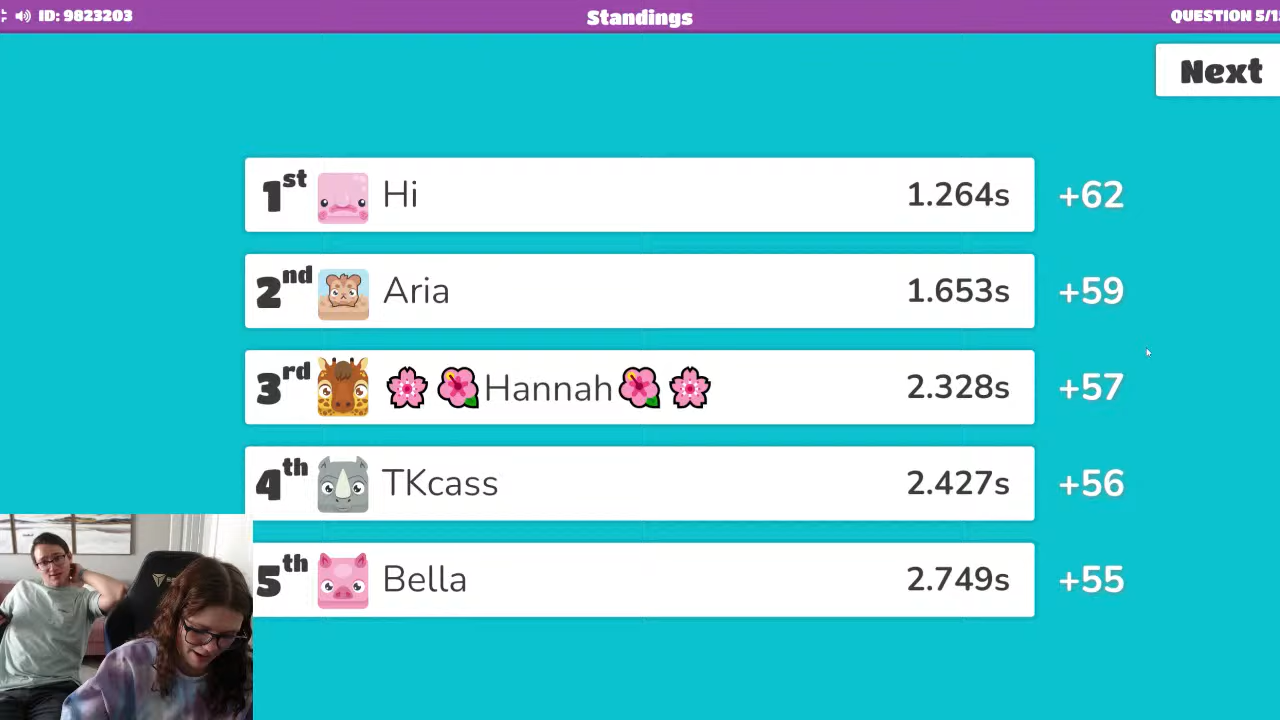 ID: 9823203
Standings
QUESTION 5/1
Next
1st Hi 1.264s +62
2nd Aria 1.653s +59
3rd 🌸🌺Hannah🌺🌸 2.328s +57
4th TKcass 2.427s +56
5th Bella 2.749s +55